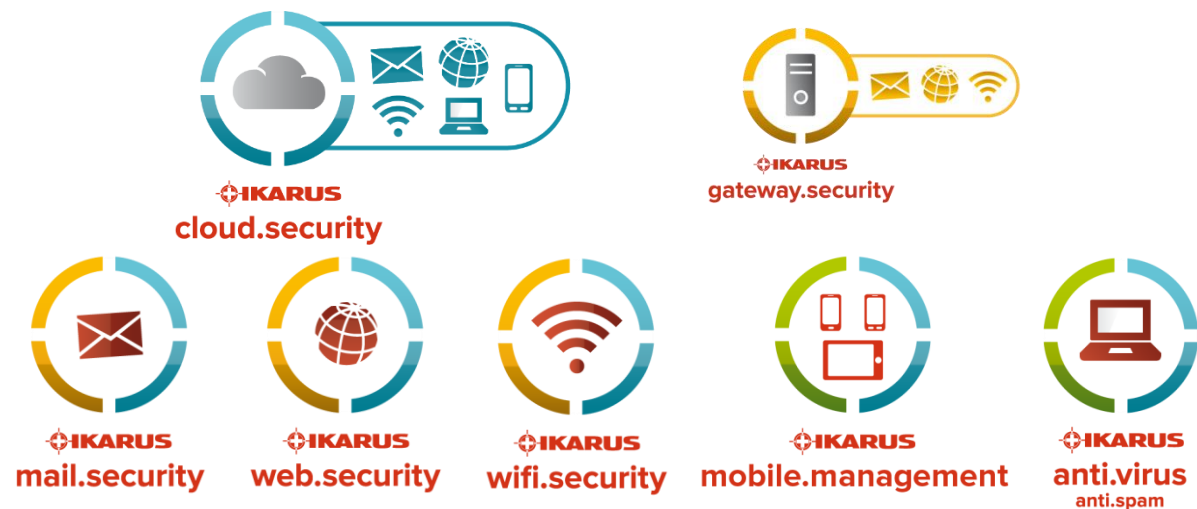 IKARUS
cloud.security
IKARUS
gateway.security
IKARUS
mail.security
IKARUS
web.security
IKARUS
wifi.security
IKARUS
mobile.management
IKARUS
anti.virus
anti.spam